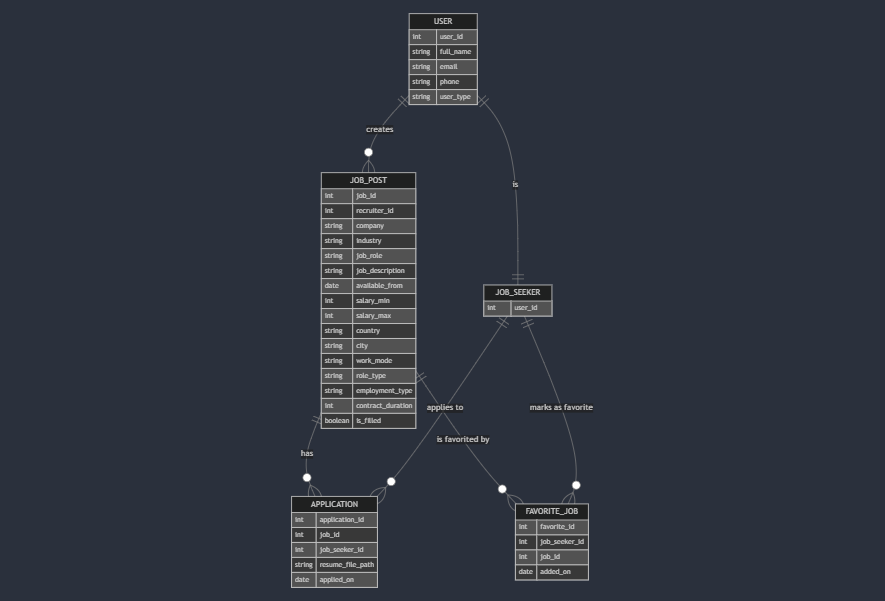 USER
int user_id
string full_name
string email
string phone
string user_type
creates
is
JOB_POST
int job_id
int recruiter_id
string company
string industry
string job_role
string job_description
date available_from
int salary_min
int salary_max
string country
string city
string work_mode
string role_type
string employment_type
int contract_duration
boolean is_filled
JOB_SEEKER
int user_id
applies to
marks as favorite
is favorited by
has
APPLICATION
int application_id
int job_id
int job_seeker_id
string resume_file_path
date applied_on
FAVORITE_JOB
int favorite_id
int job_seeker_id
int job_id
date added_on